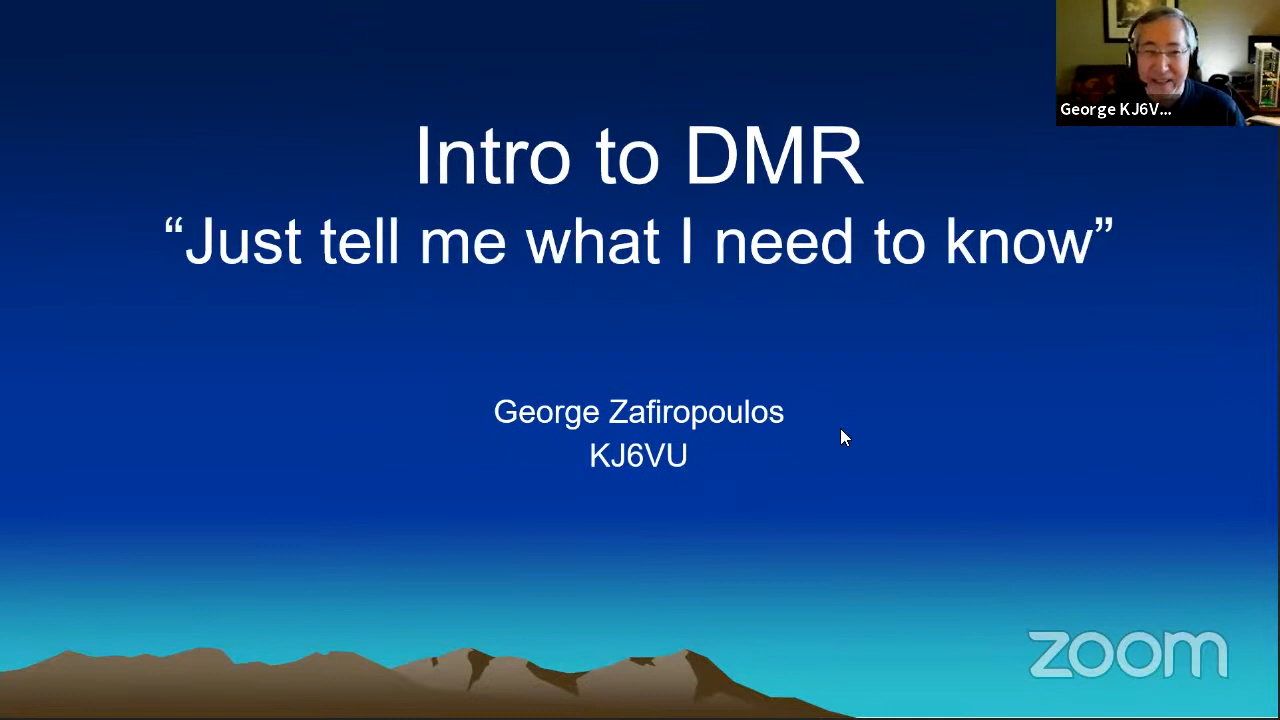 George KJ6V...
Intro to DMR
“Just tell me what I need to know”
George Zafiropoulos
KJ6VU
zoom